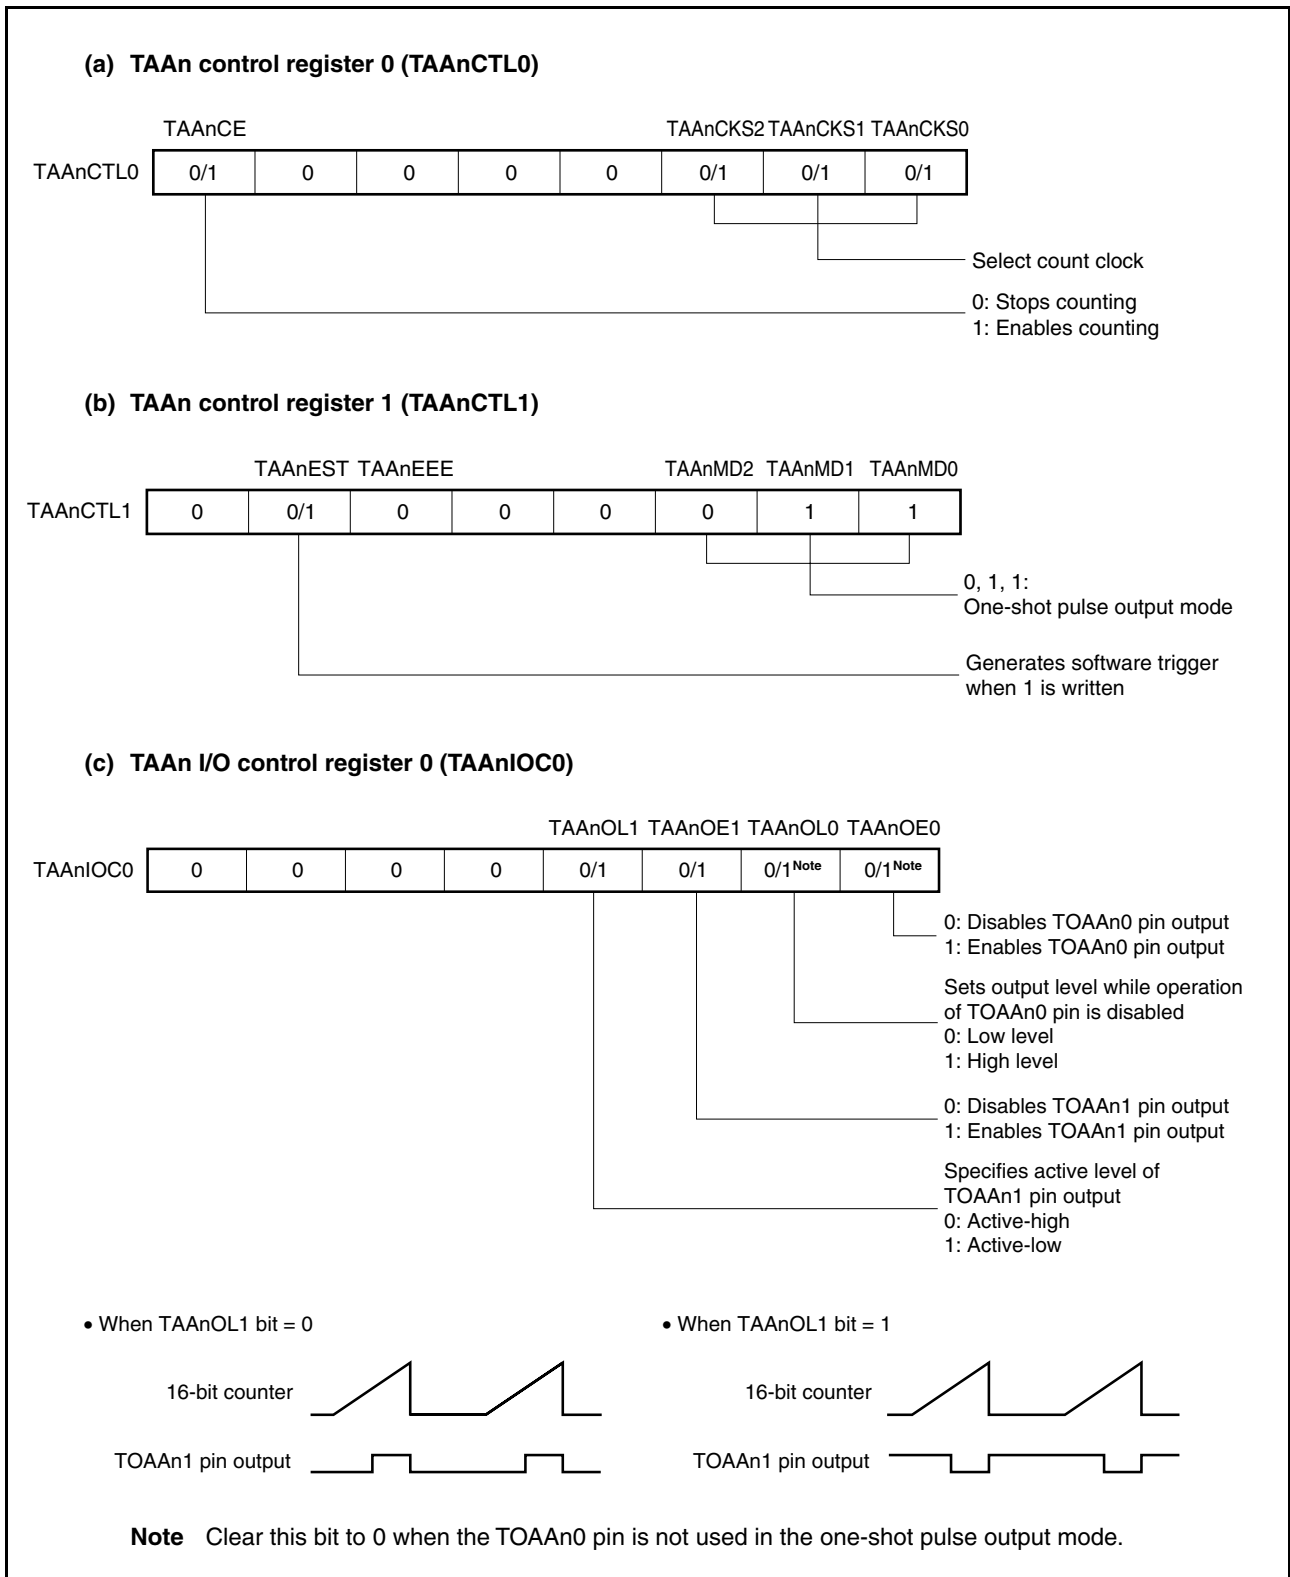 (a) TAAn control register 0 (TAAnCTL0)
TAAnCE TAAnCKS2 TAAnCKS1 TAAnCKS0
TAAnCTL0 0/1 0 0 0 0 0/1 0/1 0/1
Select count clock
0: Stops counting
1: Enables counting
(b) TAAn control register 1 (TAAnCTL1)
TAAnEST TAAnEEE TAAnMD2 TAAnMD1 TAAnMD0
TAAnCTL1 0 0/1 0 0 0 0 1 1
0, 1, 1:
One-shot pulse output mode
Generates software trigger
when 1 is written
(c) TAAn I/O control register 0 (TAAnIOC0)
TAAnOL1 TAAnOE1 TAAnOL0 TAAnOE0
TAAnIOC0 0 0 0 0 0/1 0/1 0/1Note 0/1Note
0: Disables TOAAn0 pin output
1: Enables TOAAn0 pin output
Sets output level while operation
of TOAAn0 pin is disabled
0: Low level
1: High level
0: Disables TOAAn1 pin output
1: Enables TOAAn1 pin output
Specifies active level of
TOAAn1 pin output
0: Active-high
1: Active-low
• When TAAnOL1 bit = 0 • When TAAnOL1 bit = 1
16-bit counter 16-bit counter
TOAAn1 pin output TOAAn1 pin output
Note Clear this bit to 0 when the TOAAn0 pin is not used in the one-shot pulse output mode.